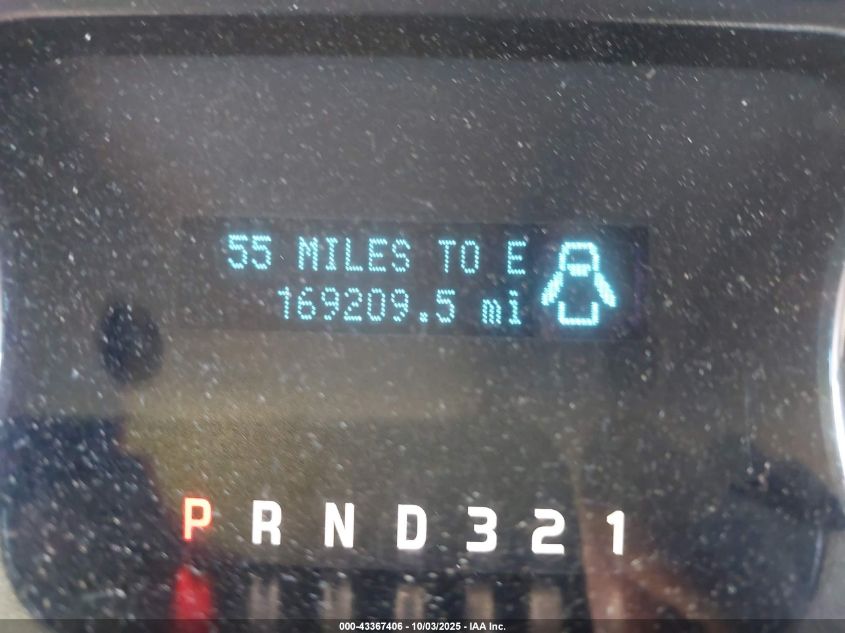 55 MILES TO E
169209.5 mi
P R N D 3 2 1
000-43367406 - 10/03/2025 - IAA Inc.